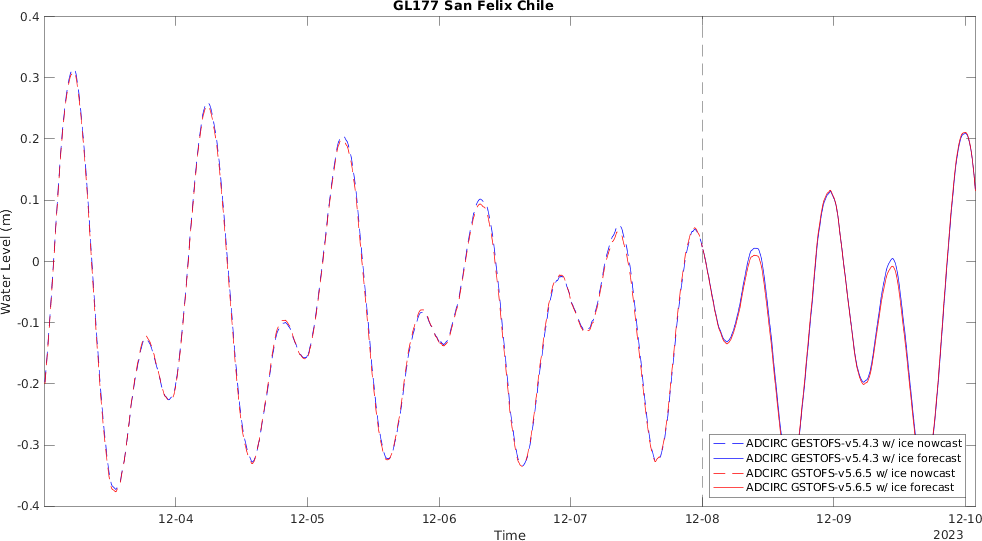 GL177 San Felix Chile
0.4
0.3
0.2
0.1
0
-0.1
-0.2
-0.3
-0.4
Water Level (m)
12-04
12-05
12-06
12-07
12-08
12-09
12-10
Time
2023
ADCIRC GESTOFS-v5.4.3 w/ ice nowcast
ADCIRC GESTOFS-v5.4.3 w/ ice forecast
ADCIRC GSTOFS-v5.6.5 w/ ice nowcast
ADCIRC GSTOFS-v5.6.5 w/ ice forecast